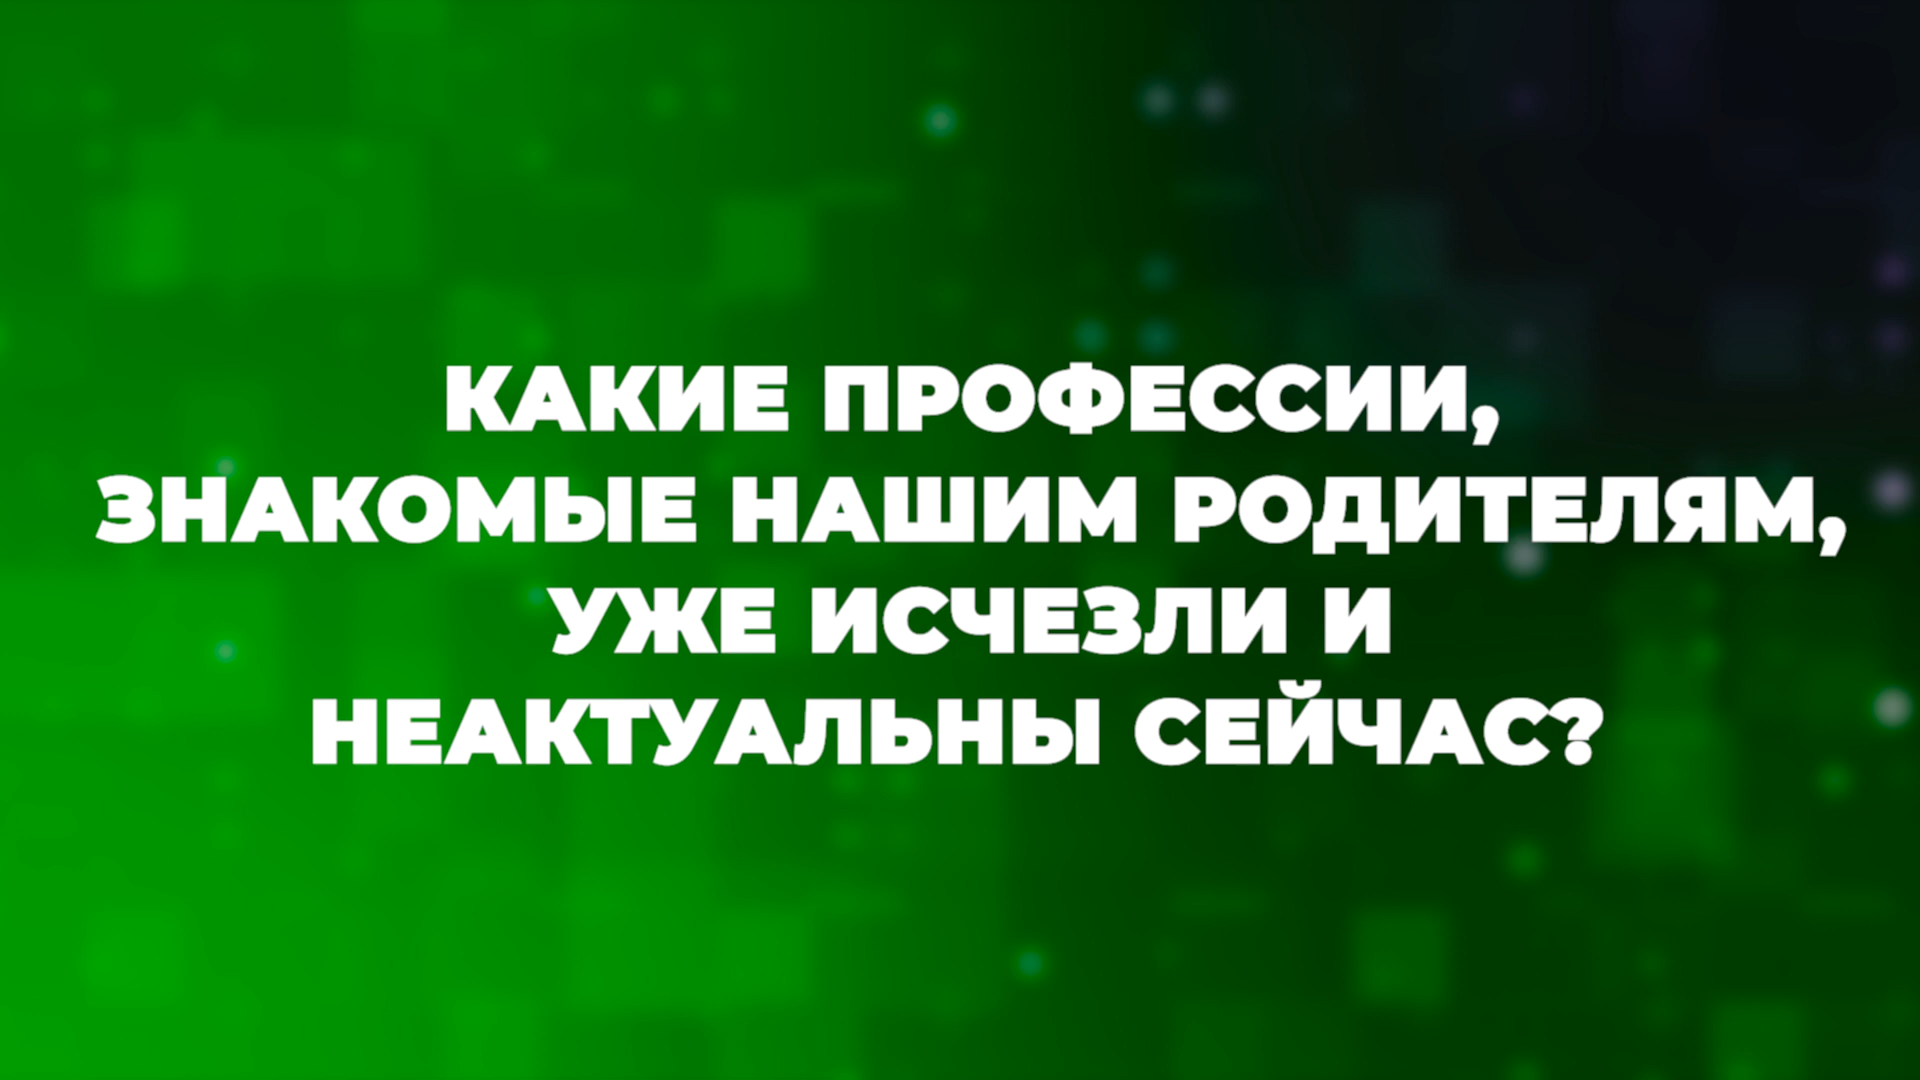 КАКИЕ ПРОФЕССИИ,
ЗНАКОМЫЕ НАШИМ РОДИТЕЛЯМ,
УЖЕ ИСЧЕЗЛИ И
НЕАКТУАЛЬНЫ СЕЙЧАС?